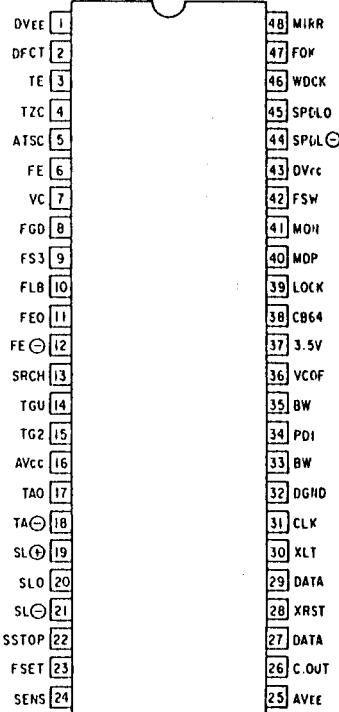 DVEE 1 48 MIRR
DFCT 2 47 FOK
TE 3 46 WDCK
TZC 4 45 SPDLO
ATSC 5 44 SPDL⊖
FE 6 43 DVCC
VC 7 42 FSW
FGD 8 41 MON
FS3 9 40 MDP
FLB 10 39 LOCK
FEO 11 38 CB64
FE⊖ 12 37 3.5V
SRCH 13 36 VCOF
TGU 14 35 BW
TG2 15 34 PDI
AVCC 16 33 BW
TAO 17 32 DGND
TA⊖ 18 31 CLK
SL⊕ 19 30 XLT
SLO 20 29 DATA
SL⊖ 21 28 XRST
SSTOP 22 27 DATA
FSET 23 26 C.OUT
SENS 24 25 AVEE